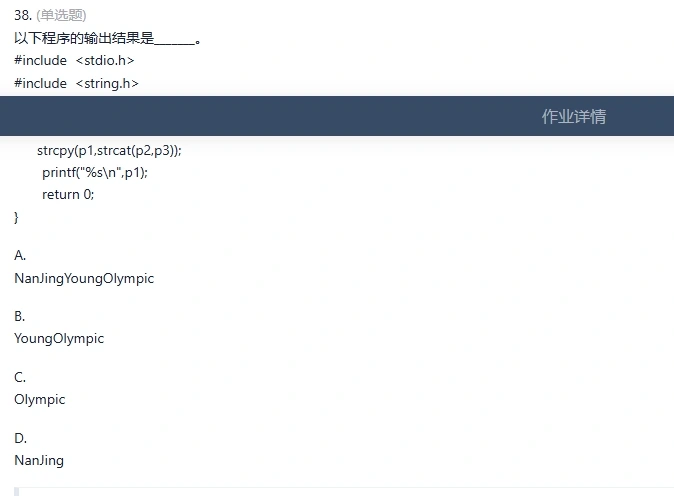 38. (单选题)
以下程序的输出结果是______。
#include <stdio.h>
#include <string.h>
作业详情
strcpy(p1,strcat(p2,p3));
printf("%s\n",p1);
return 0;
}
A.
NanJingYoungOlympic
B.
YoungOlympic
C.
Olympic
D.
NanJing